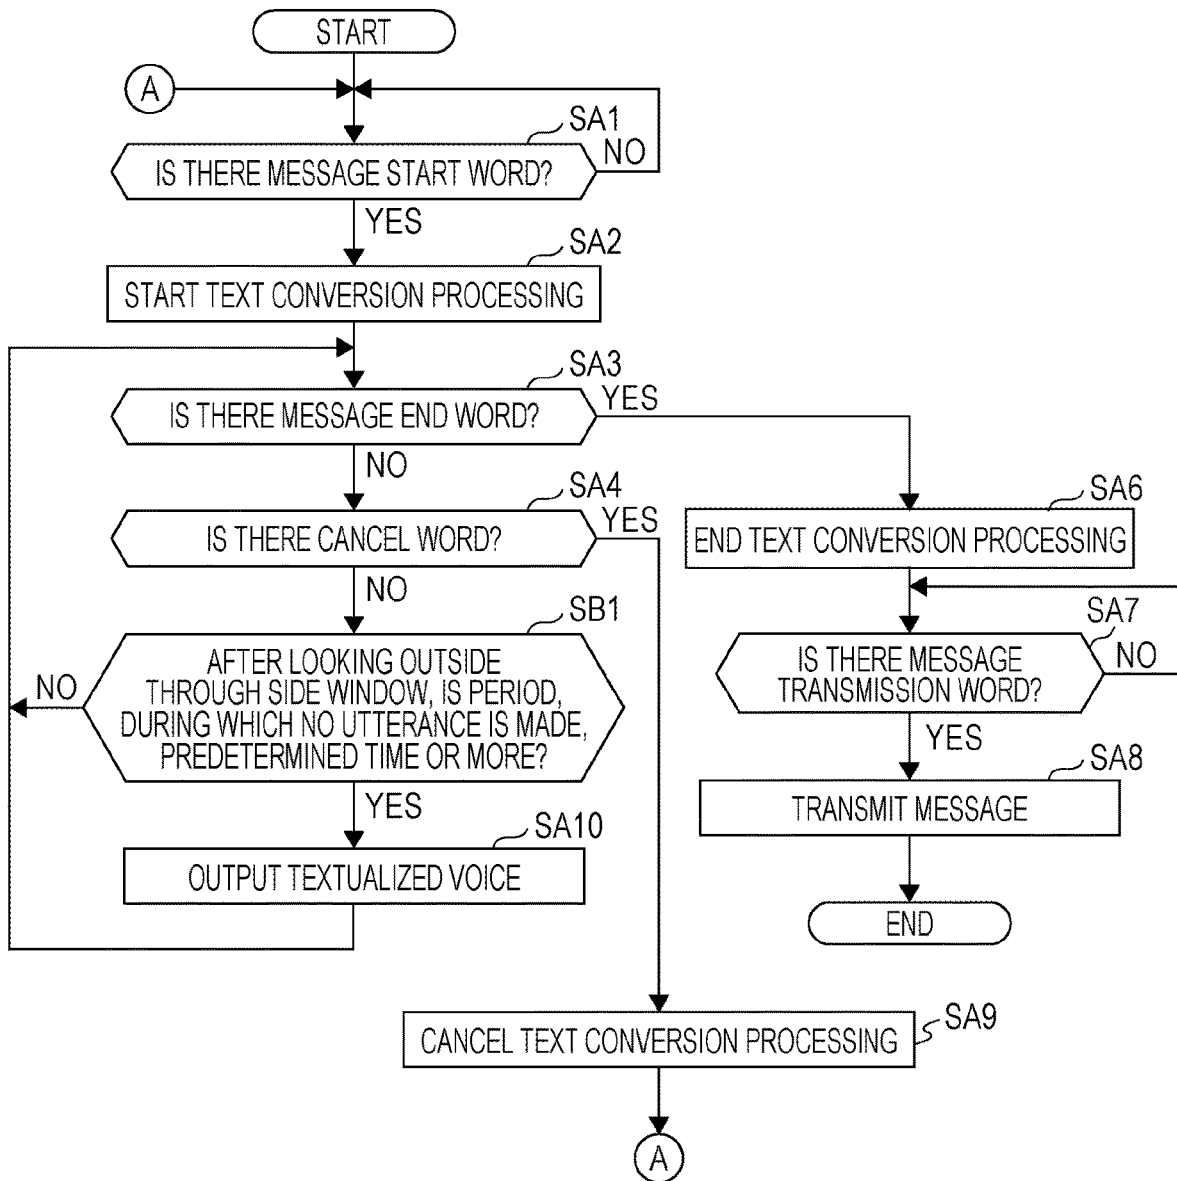 START
A
SA1
IS THERE MESSAGE START WORD?
NO
YES
SA2
START TEXT CONVERSION PROCESSING
SA3
IS THERE MESSAGE END WORD?
YES
NO
SA4
IS THERE CANCEL WORD?
YES
NO
SB1
AFTER LOOKING OUTSIDE
THROUGH SIDE WINDOW, IS PERIOD,
DURING WHICH NO UTTERANCE IS MADE,
PREDETERMINED TIME OR MORE?
NO
YES
SA10
OUTPUT TEXTUALIZED VOICE
SA6
END TEXT CONVERSION PROCESSING
SA7
IS THERE MESSAGE
TRANSMISSION WORD?
NO
YES
SA8
TRANSMIT MESSAGE
END
SA9
CANCEL TEXT CONVERSION PROCESSING
A